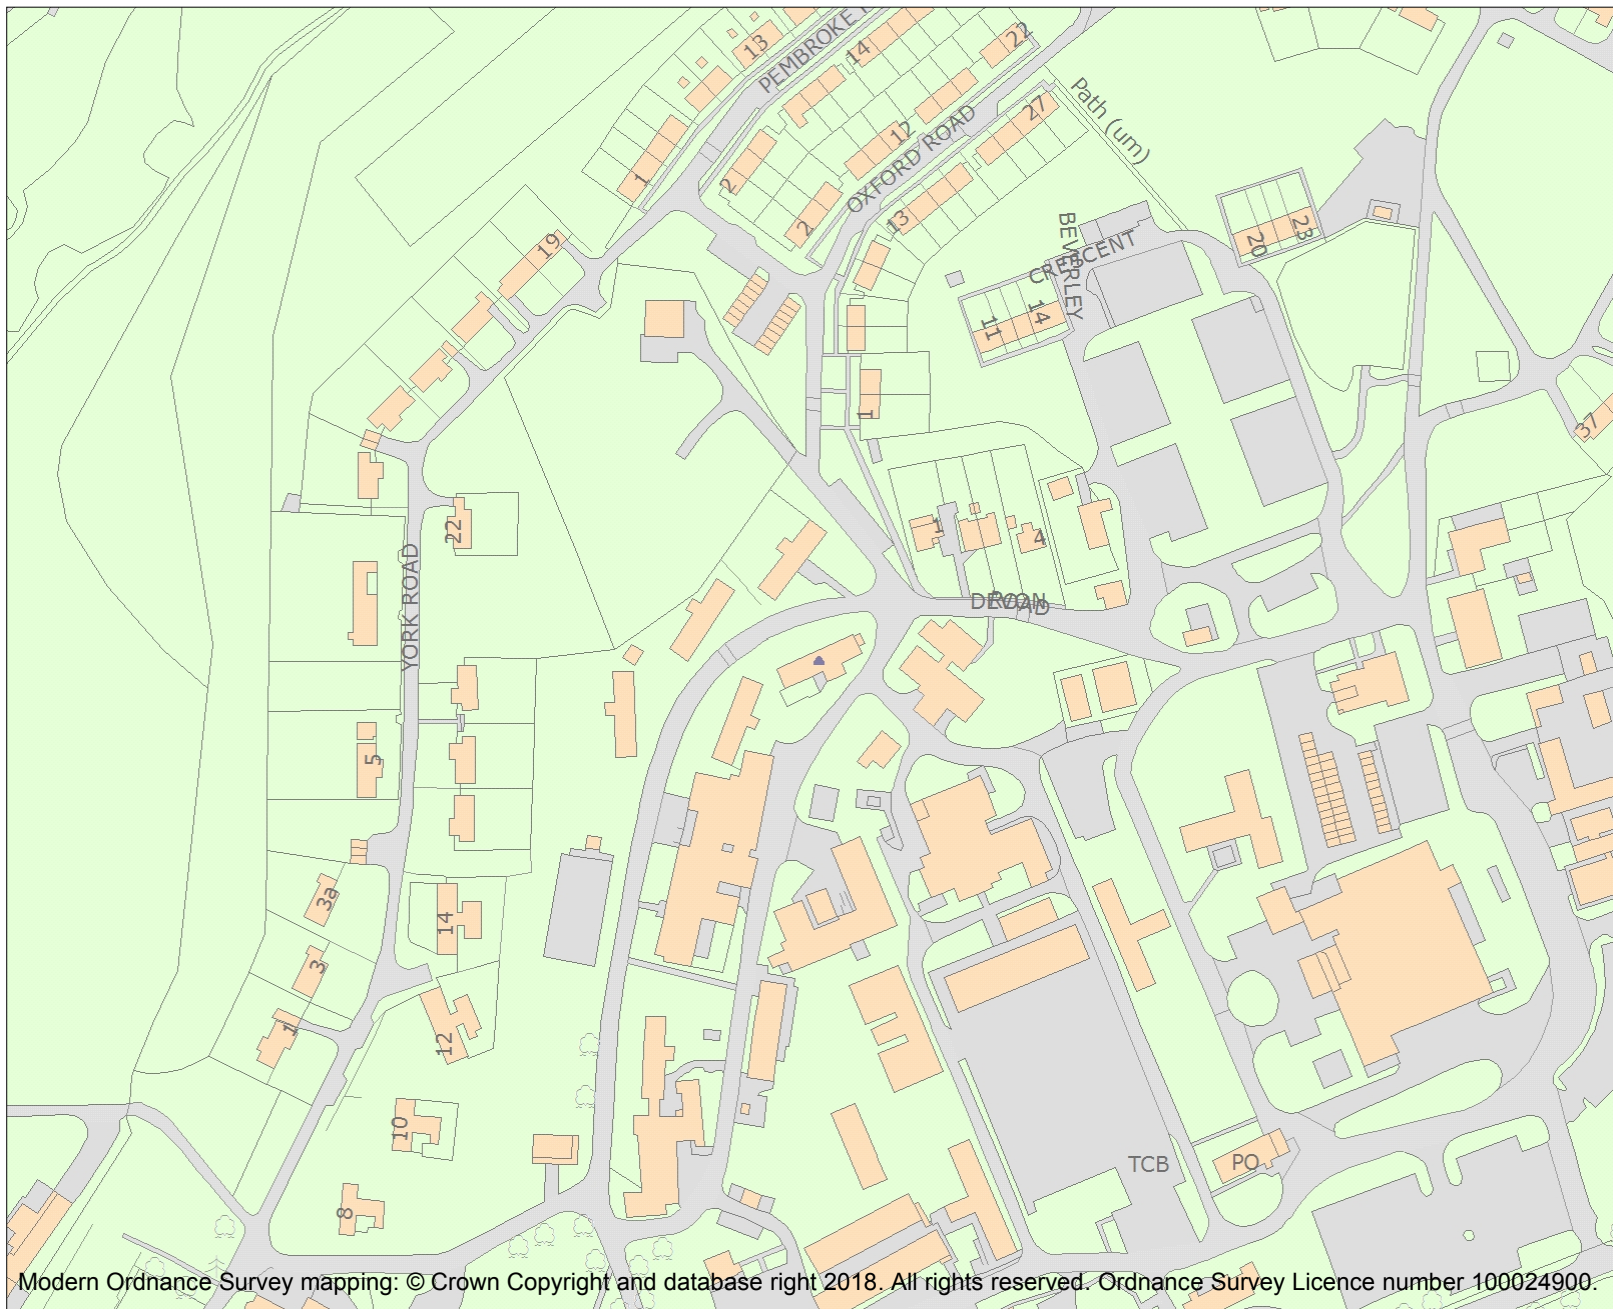 PEMBROKE
13
14
22
1
2
12
27
Path (um)
OXFORD ROAD
2
13
BEVERLEY
CRESCENT
20
23
19
11
14
1
37
22
1
4
YORK ROAD
DEVON
ROAD
5
3a
14
3
1
12
10
8
TCB
PO
Modern Ordnance Survey mapping: © Crown Copyright and database right 2018. All rights reserved. Ordnance Survey Licence number 100024900.